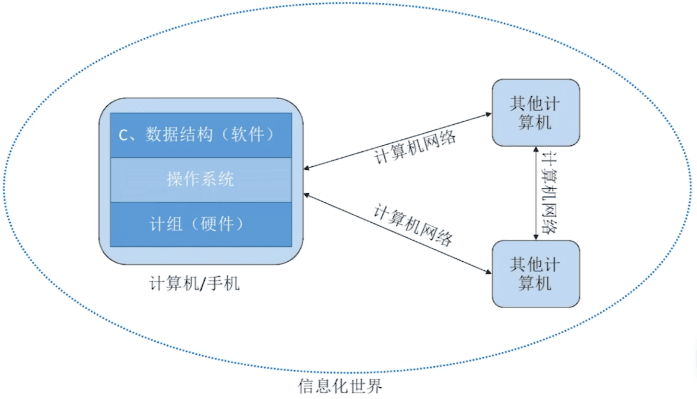 C、数据结构（软件）
操作系统
计组（硬件）
计算机/手机
计算机网络
计算机网络
其他计
算机
计算机网络
其他计
算机
信息化世界